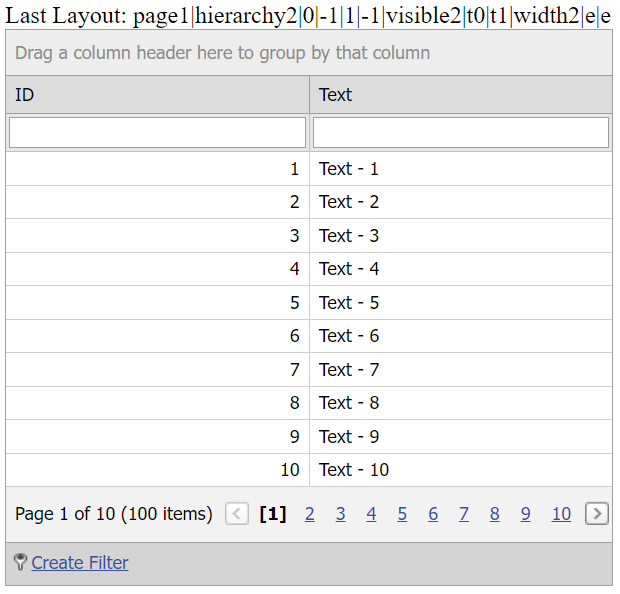 Last Layout: page1|hierarchy2|0|-1|1|-1|visible2|t0|t1|width2|e|e
Drag a column header here to group by that column
ID Text
1 Text - 1
2 Text - 2
3 Text - 3
4 Text - 4
5 Text - 5
6 Text - 6
7 Text - 7
8 Text - 8
9 Text - 9
10 Text - 10
Page 1 of 10 (100 items) < [1] 2 3 4 5 6 7 8 9 10 >
Create Filter